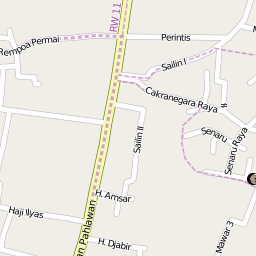 RW 11
Rempoa Permai
Perintis
Sailin I
Cakranegara Raya
Sailin II
Senaru
Senaru Raya
H. Amsar
Haji Ilyas
an Pahlawan
Mawar 3
H. Djabir